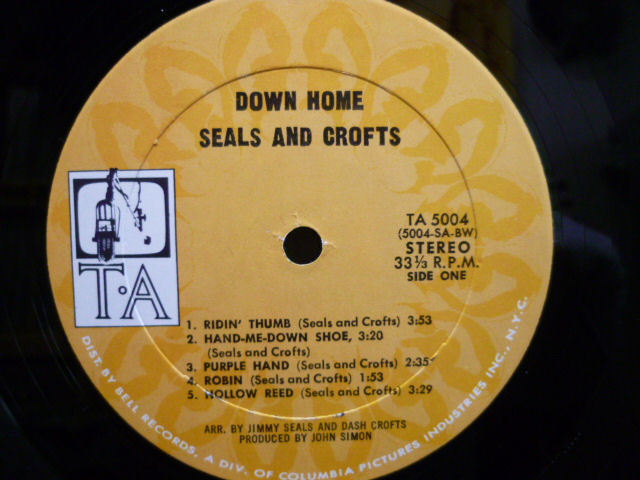 DOWN HOME
SEALS AND CROFTS
T•A
TA 5004
(5004-SA-BW)
STEREO
33⅓ R.P.M.
SIDE ONE
1. RIDIN' THUMB (Seals and Crofts) 3:53
2. HAND-ME-DOWN SHOE, 3:20
(Seals and Crofts)
3. PURPLE HAND (Seals and Crofts) 2:35
4. ROBIN (Seals and Crofts) 1:53
5. HOLLOW REED (Seals and Crofts) 3:29
ARR. BY JIMMY SEALS AND DASH CROFTS
PRODUCED BY JOHN SIMON
DIST. BY BELL RECORDS, A DIV. OF COLUMBIA PICTURES INDUSTRIES INC., N.Y.C.